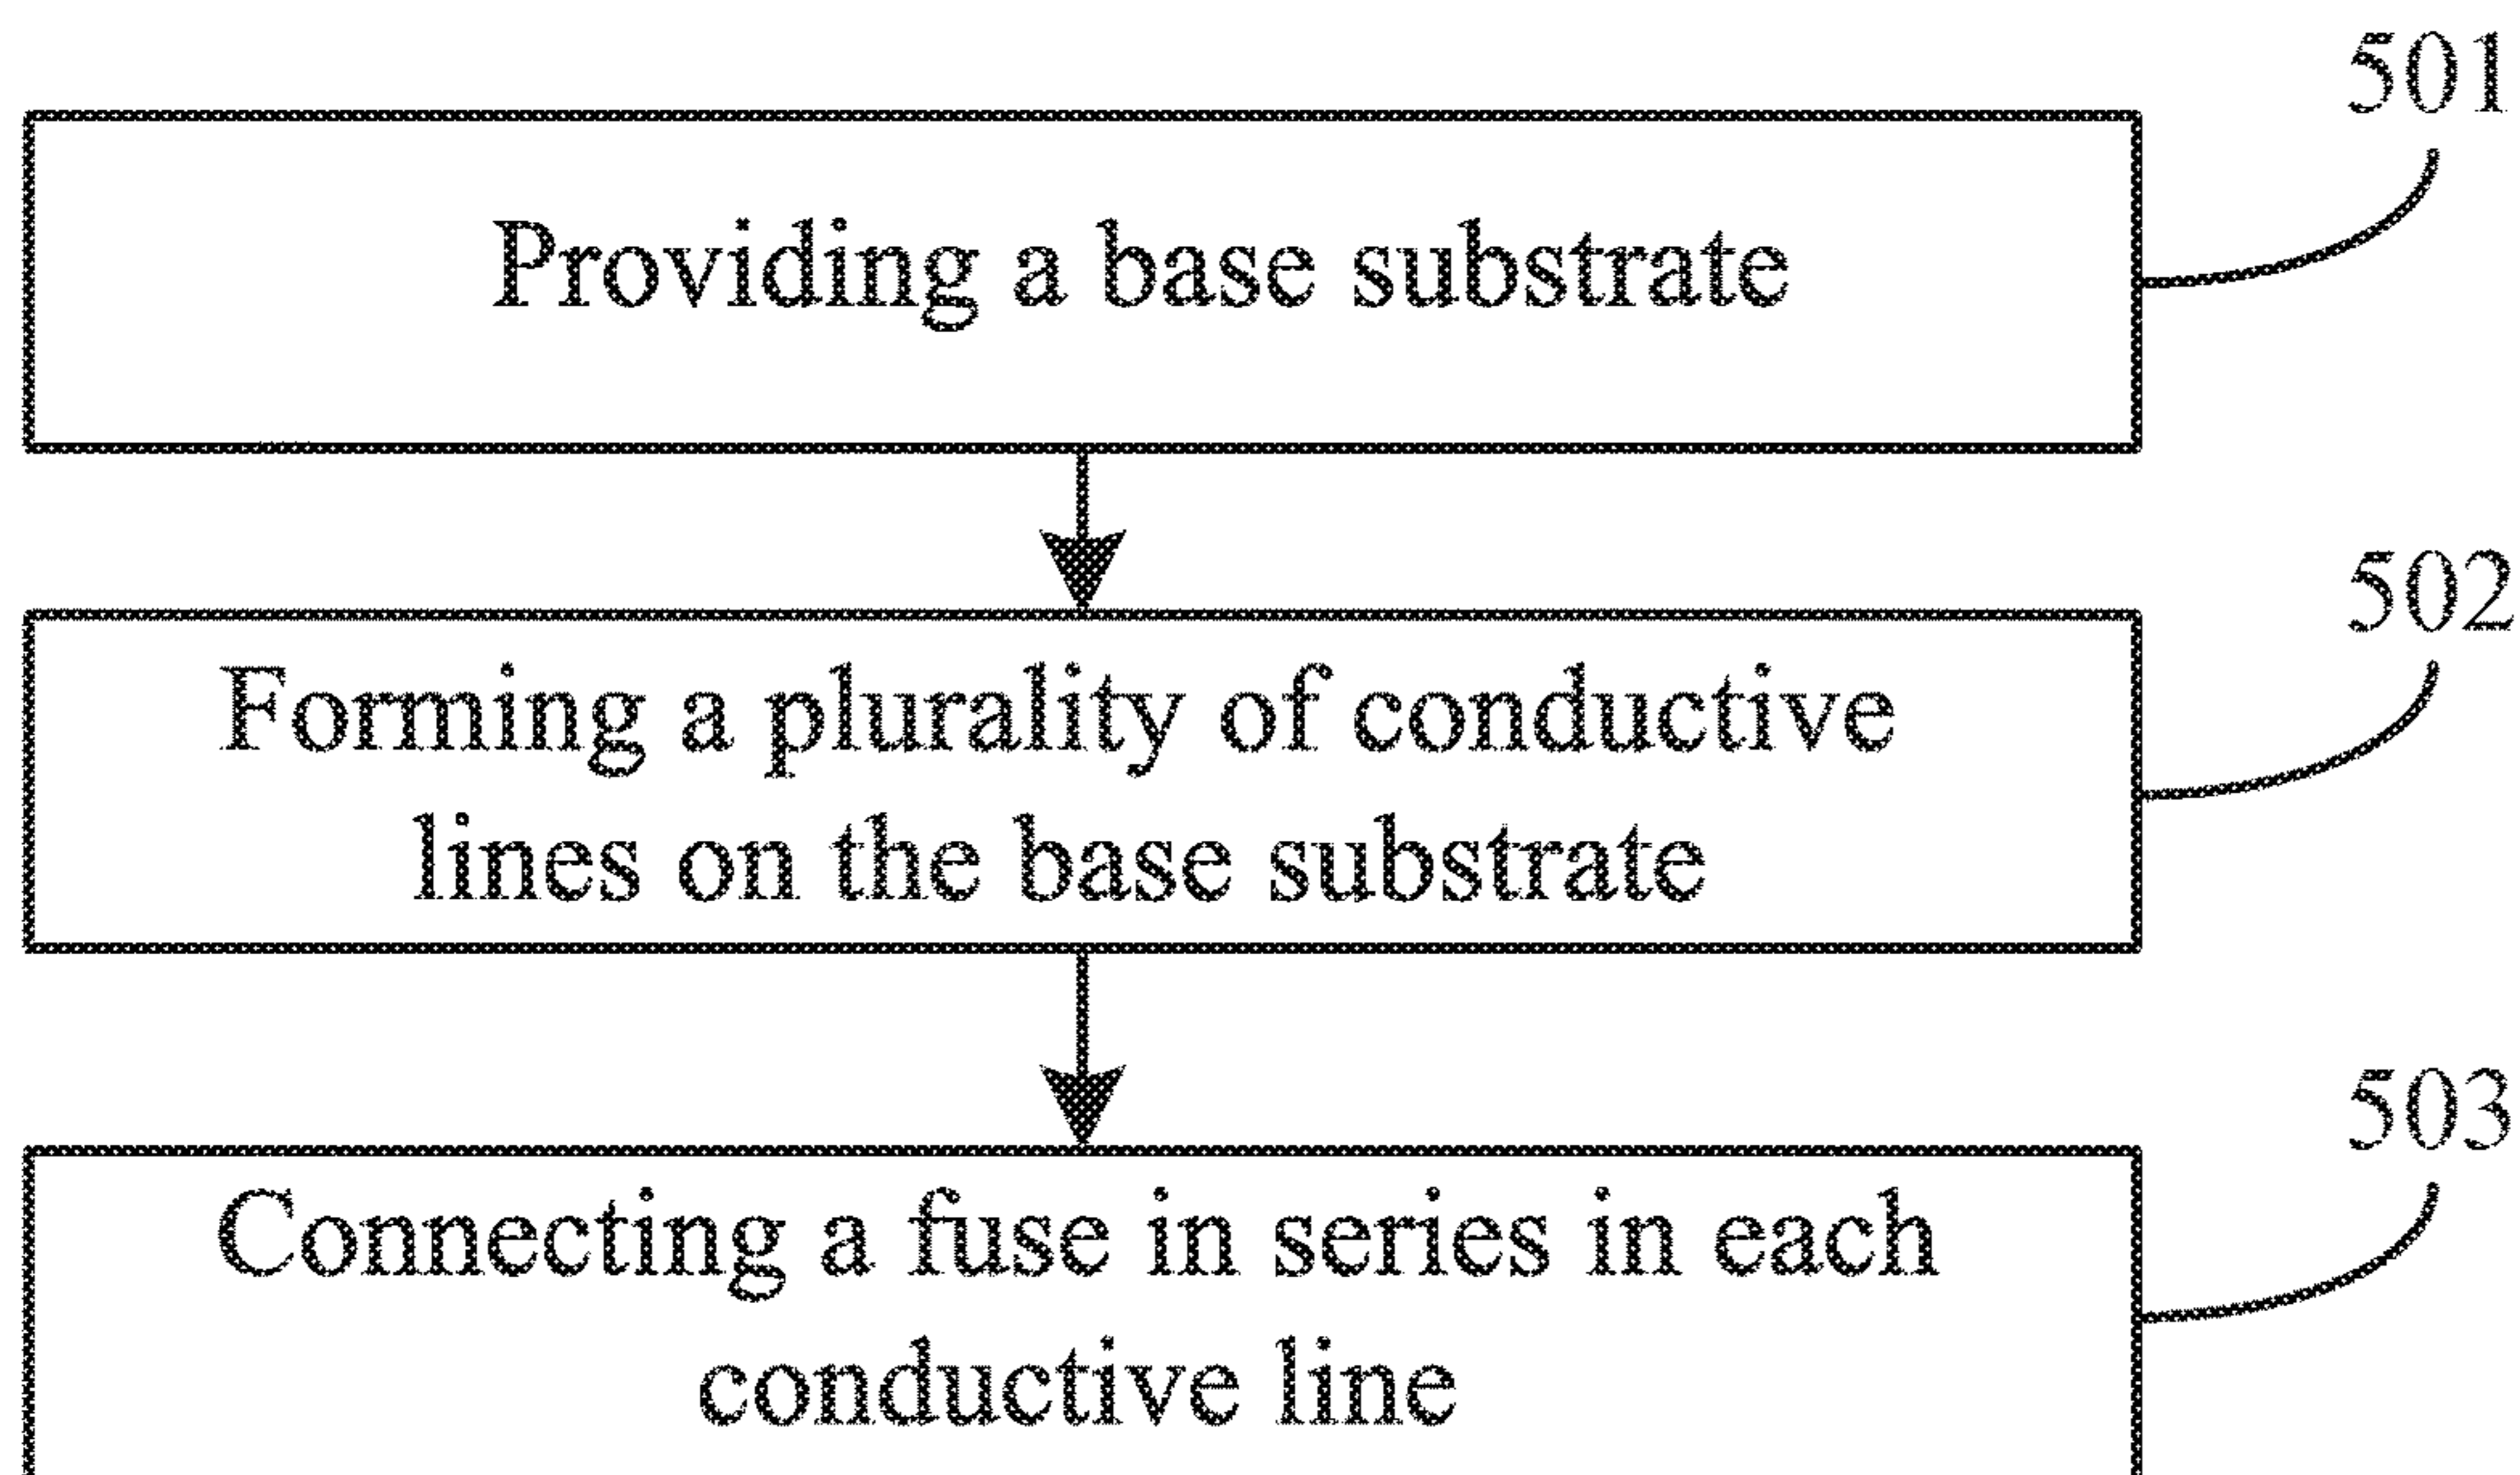 501
Providing a base substrate
502
Forming a plurality of conductive
lines on the base substrate
503
Connecting a fuse in series in each
conductive line